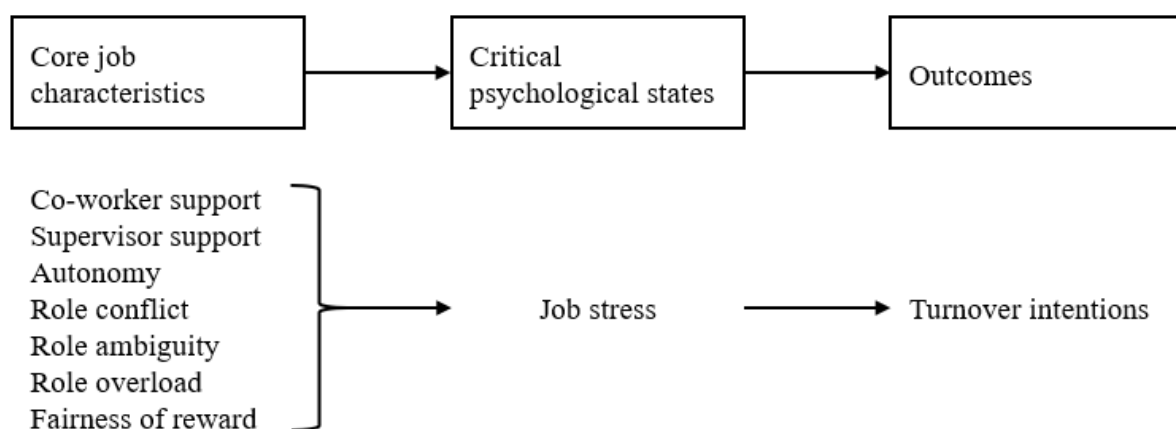 Core job
characteristics
Critical
psychological states
Outcomes
Co-worker support
Supervisor support
Autonomy
Role conflict
Role ambiguity
Role overload
Fairness of reward
Job stress
Turnover intentions